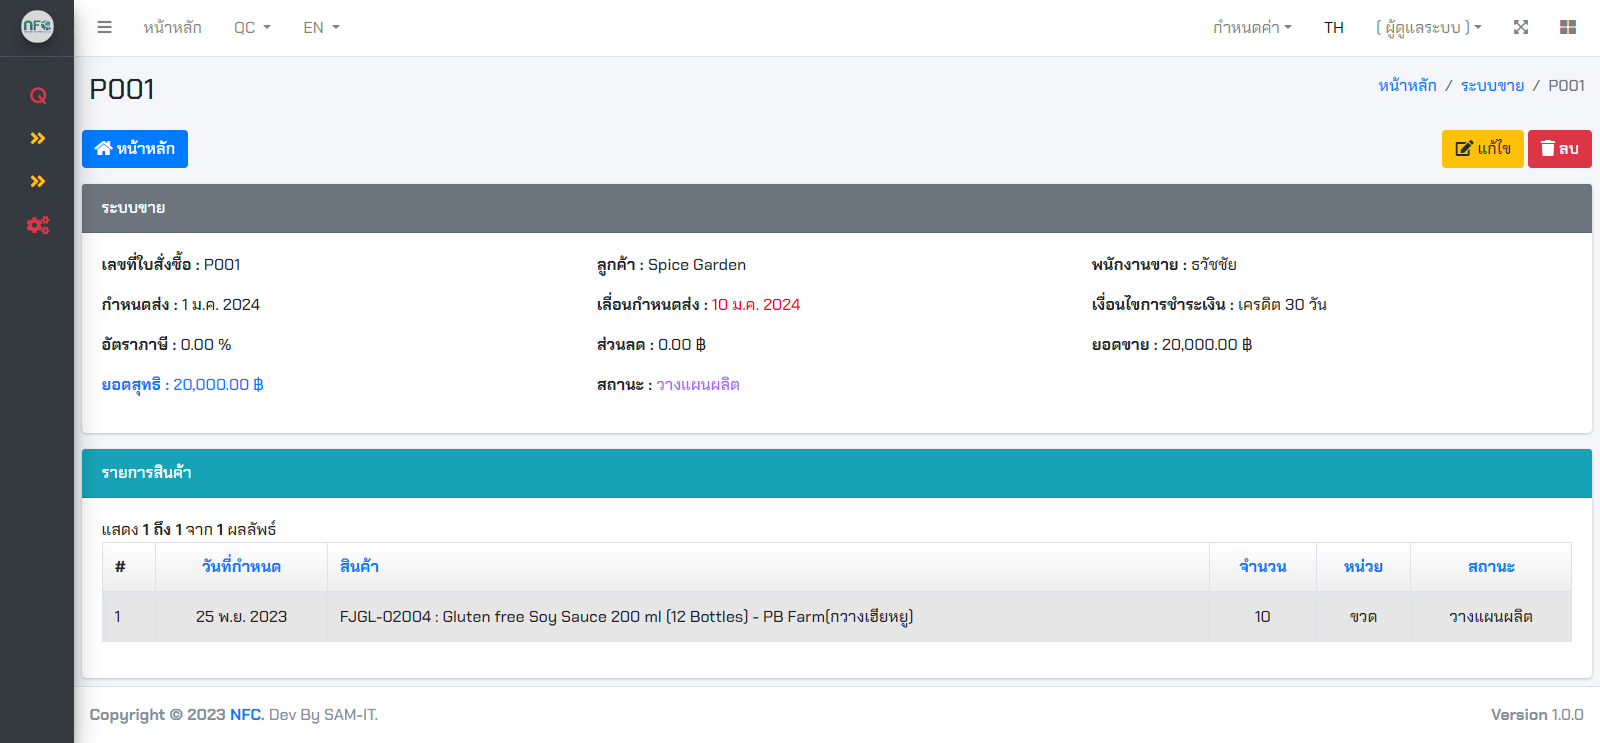 NFC
หน้าหลัก QC EN กำหนดค่า TH ( ผู้ดูแลระบบ )
P001
หน้าหลัก / ระบบขาย / P001
หน้าหลัก แก้ไข ลบ
ระบบขาย
เลขที่ใบสั่งซื้อ : P001 ลูกค้า : Spice Garden พนักงานขาย : ธวัชชัย
กำหนดส่ง : 1 ม.ค. 2024 เลื่อนกำหนดส่ง : 10 ม.ค. 2024 เงื่อนไขการชำระเงิน : เครดิต 30 วัน
อัตราภาษี : 0.00 % ส่วนลด : 0.00 ฿ ยอดขาย : 20,000.00 ฿
ยอดสุทธิ : 20,000.00 ฿ สถานะ : วางแผนผลิต
รายการสินค้า
แสดง 1 ถึง 1 จาก 1 ผลลัพธ์
# วันที่กำหนด สินค้า จำนวน หน่วย สถานะ
1 25 พ.ย. 2023 FJGL-02004 : Gluten free Soy Sauce 200 ml (12 Bottles) - PB Farm(กวางเฮียหยู) 10 ขวด วางแผนผลิต
Copyright © 2023 NFC. Dev By SAM-IT. Version 1.0.0